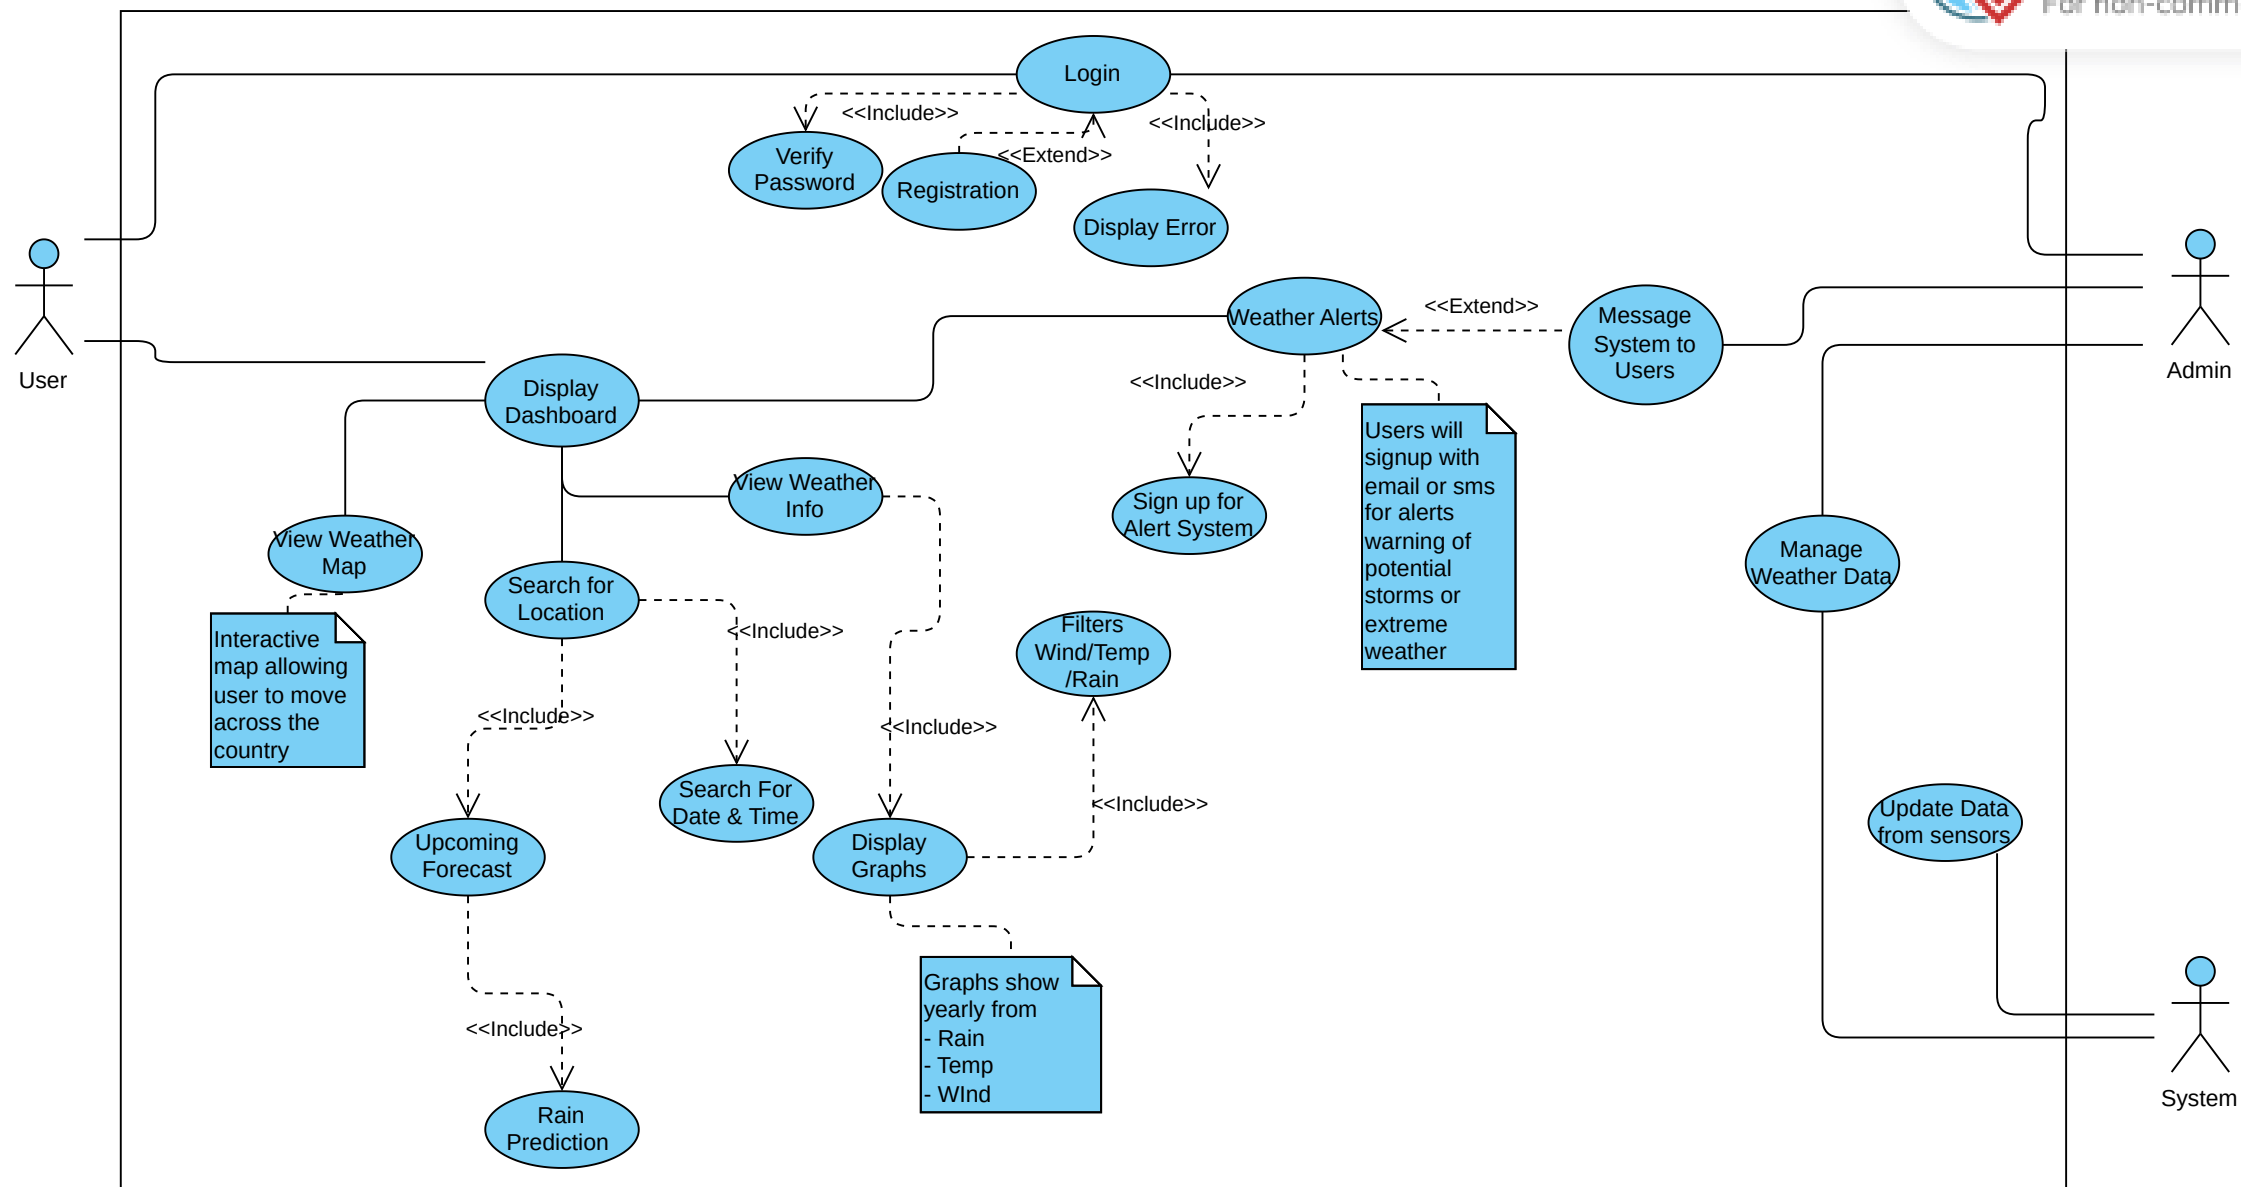 For non-comm
Login
<<Include>>
<<Include>>
<<Extend>>
Verify
Password
Registration
Display Error
User
Admin
Weather Alerts
<<Extend>>
Message
System to
Users
Display
Dashboard
<<Include>>
Users will
signup with
email or sms
for alerts
warning of
potential
storms or
extreme
weather
View Weather
Info
Sign up for
Alert System
View Weather
Map
Manage
Weather Data
Search for
Location
Interactive
map allowing
user to move
across the
country
<<Include>>
Filters
Wind/Temp
/Rain
<<Include>>
<<Include>>
<<Include>>
Search For
Date & Time
Upcoming
Forecast
Display
Graphs
Update Data
from sensors
Graphs show
yearly from
- Rain
- Temp
- WInd
<<Include>>
Rain
Prediction
System